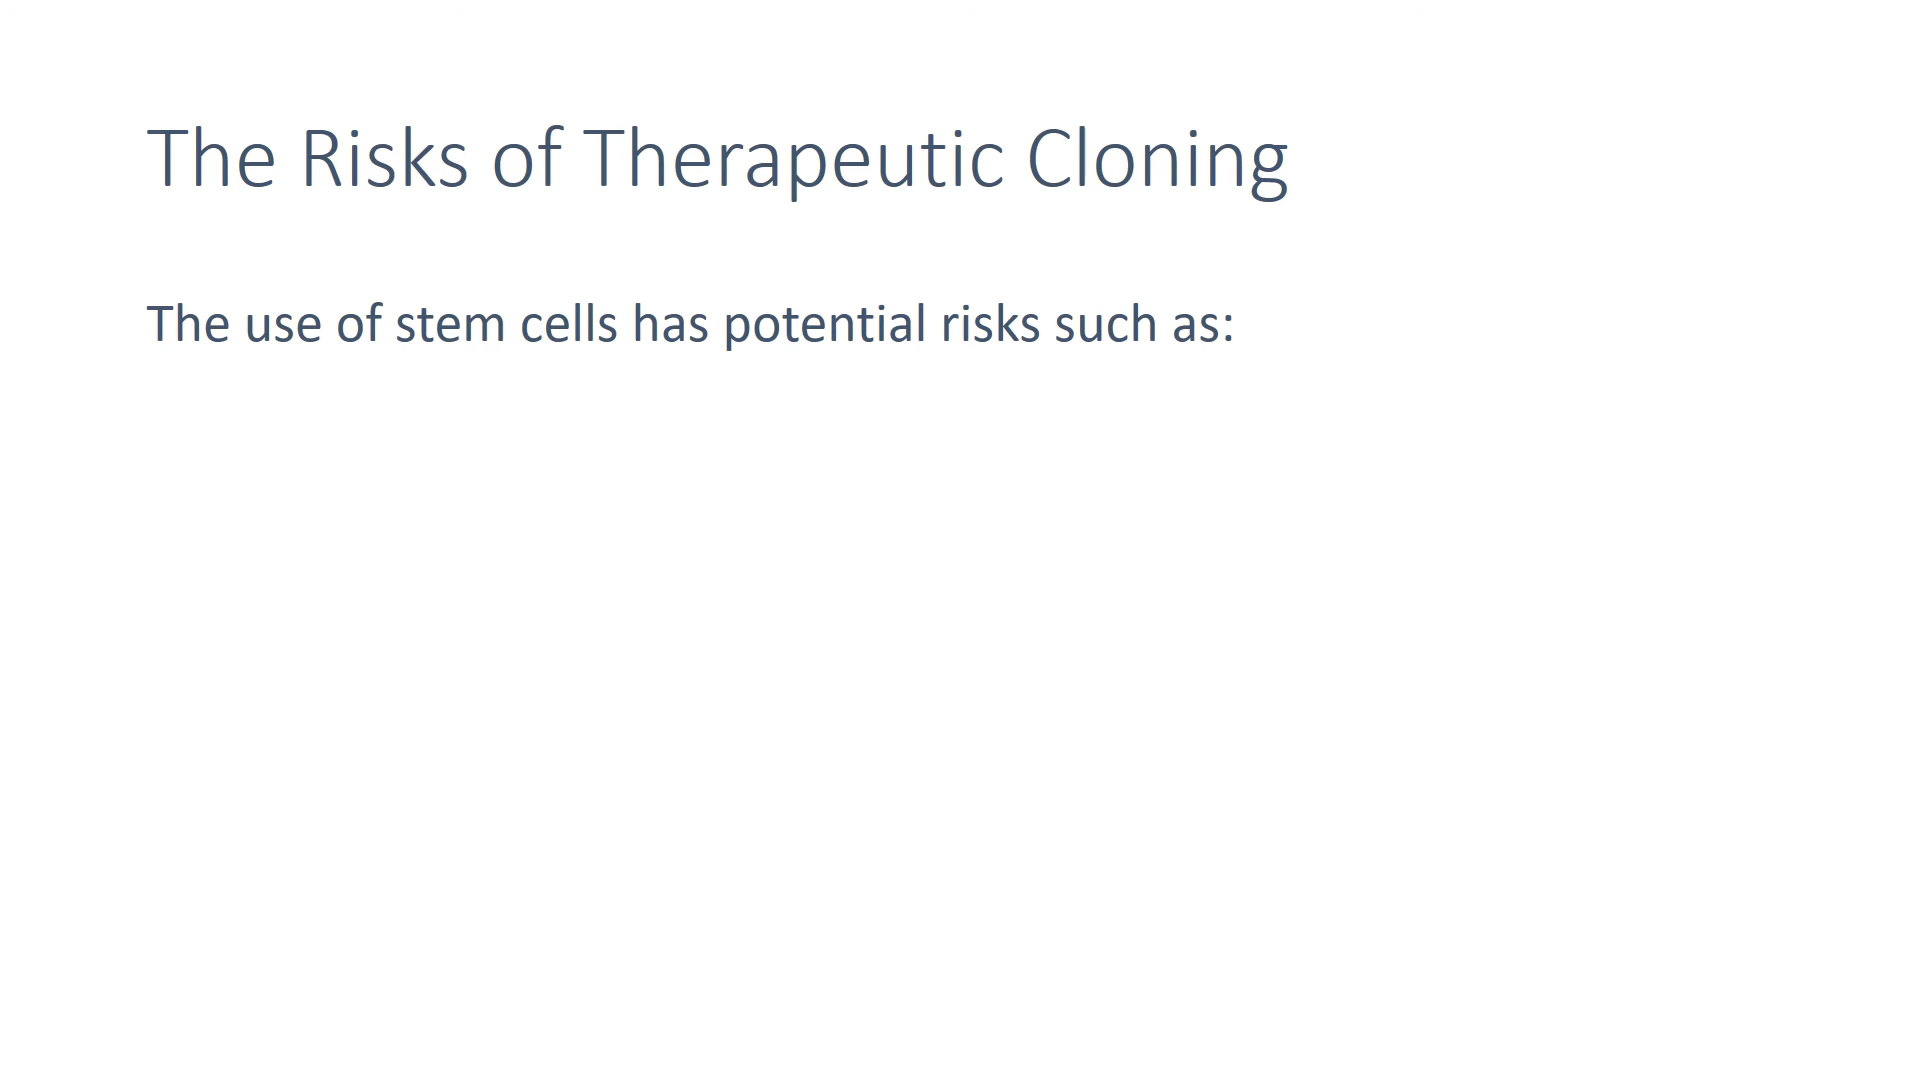 The Risks of Therapeutic Cloning
The use of stem cells has potential risks such as: